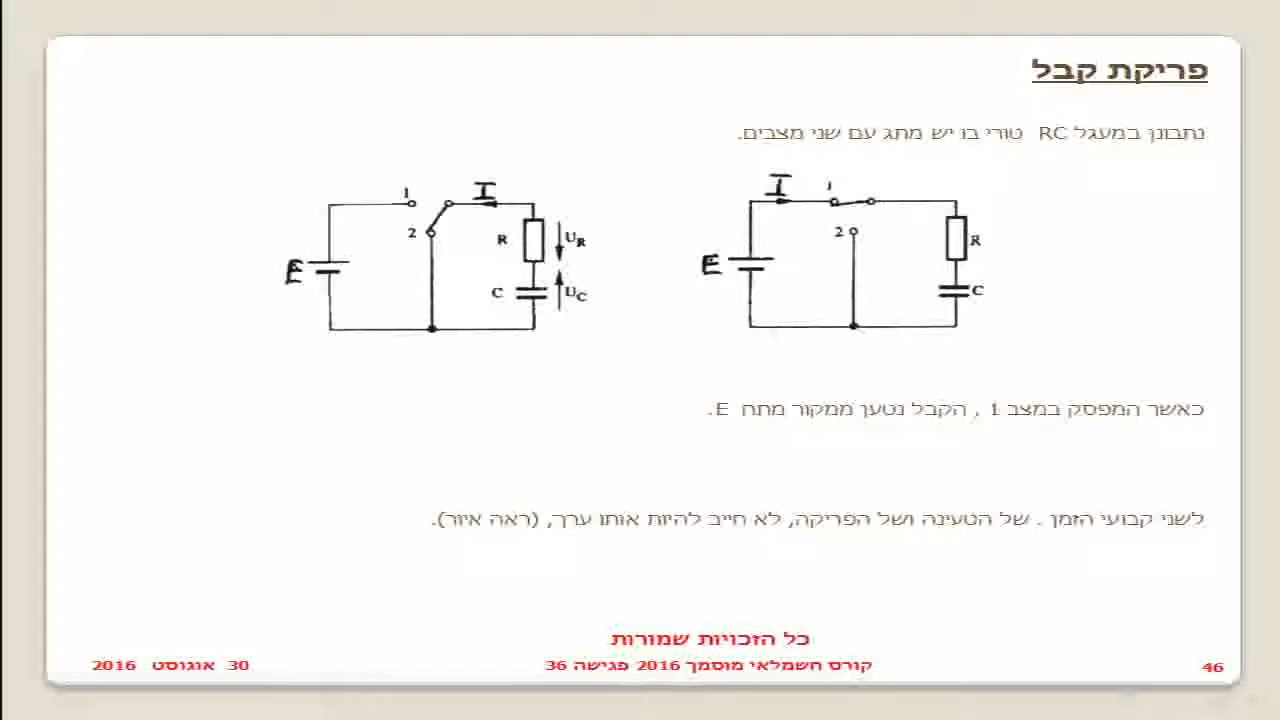 פריקת קבל
נתבונן במעגל RC טורי בו יש מתג עם שני מצבים.
1
I
2
R
U_R
E
C
U_C
I
1
2
R
E
C
כאשר המפסק במצב 1 , הקבל נטען ממקור מתח E.
לשני קבועי הזמן . של הטעינה ושל הפריקה, לא חייב להיות אותו ערך, (ראה איור).
כל הזכויות שמורות
30 אוגוסט 2016
קורס חשמלאי מוסמך 2016 פגישה 36
46